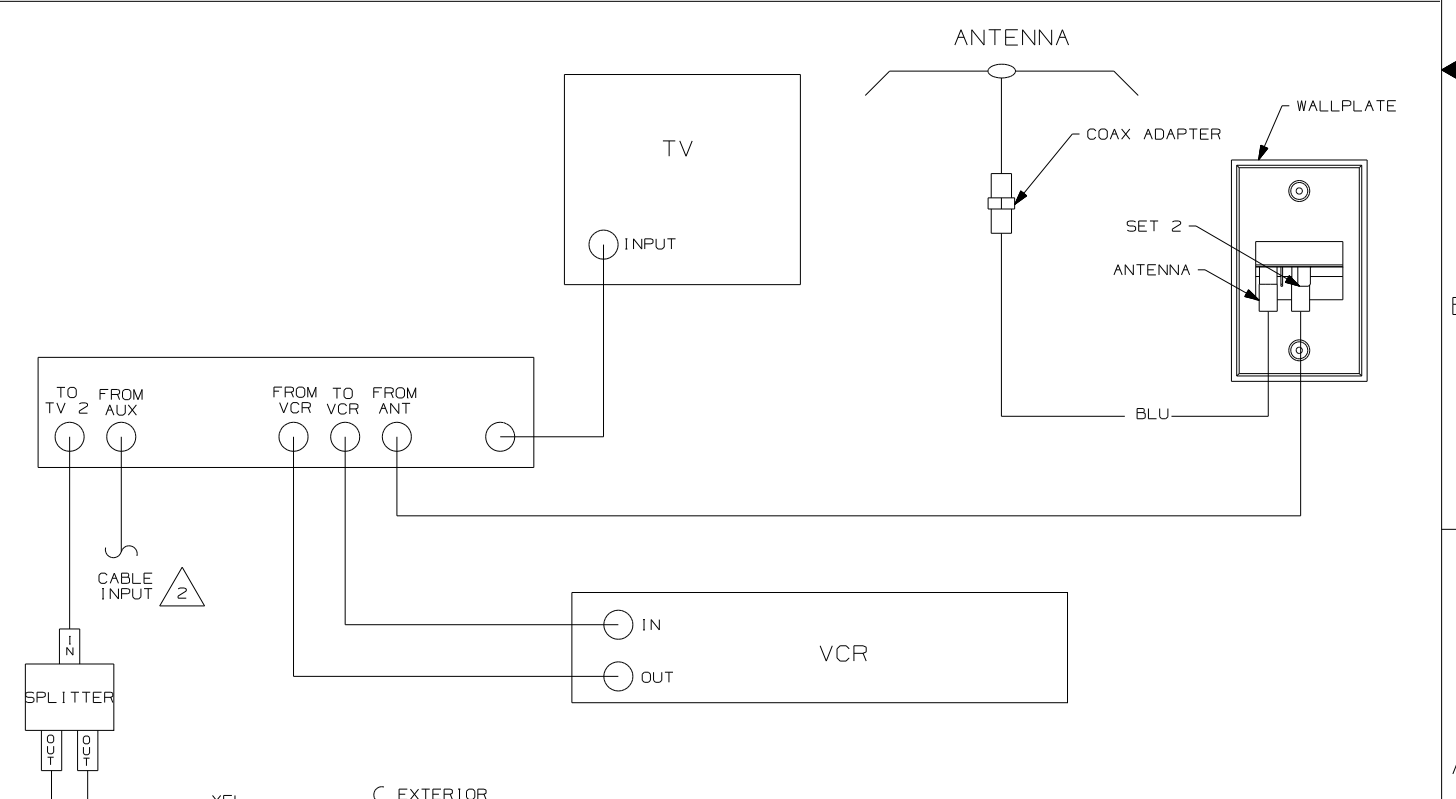 ANTENNA
WALLPLATE
COAX ADAPTER
TV
INPUT
SET 2
ANTENNA
TO
TV 2
FROM
AUX
FROM
VCR
TO
VCR
FROM
ANT
BLU
CABLE
INPUT
2
IN
IN
VCR
OUT
SPLITTER
OUT
OUT
EXTERIOR